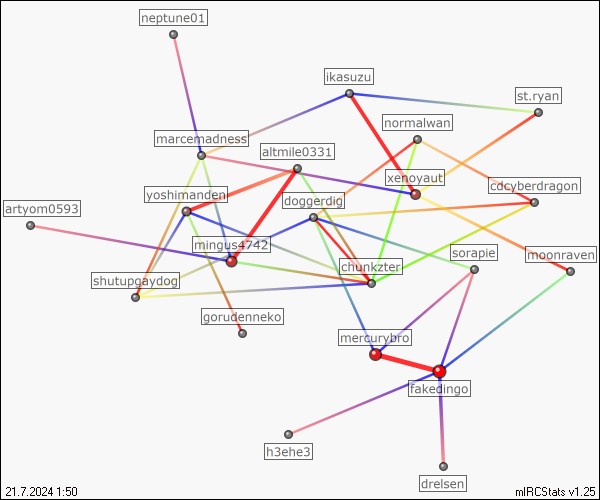 neptune01
ikasuzu
st.ryan
normalwan
marcemadness
altmile0331
xenoyaut
cdcyberdragon
yoshimanden
doggerdig
artyom0593
mingus4742
sorapie
moonraven
chunkzter
shutupgaydog
gorudenneko
mercurybro
fakedingo
h3ehe3
drelsen
21.7.2024 1:50
mIRCStats v1.25